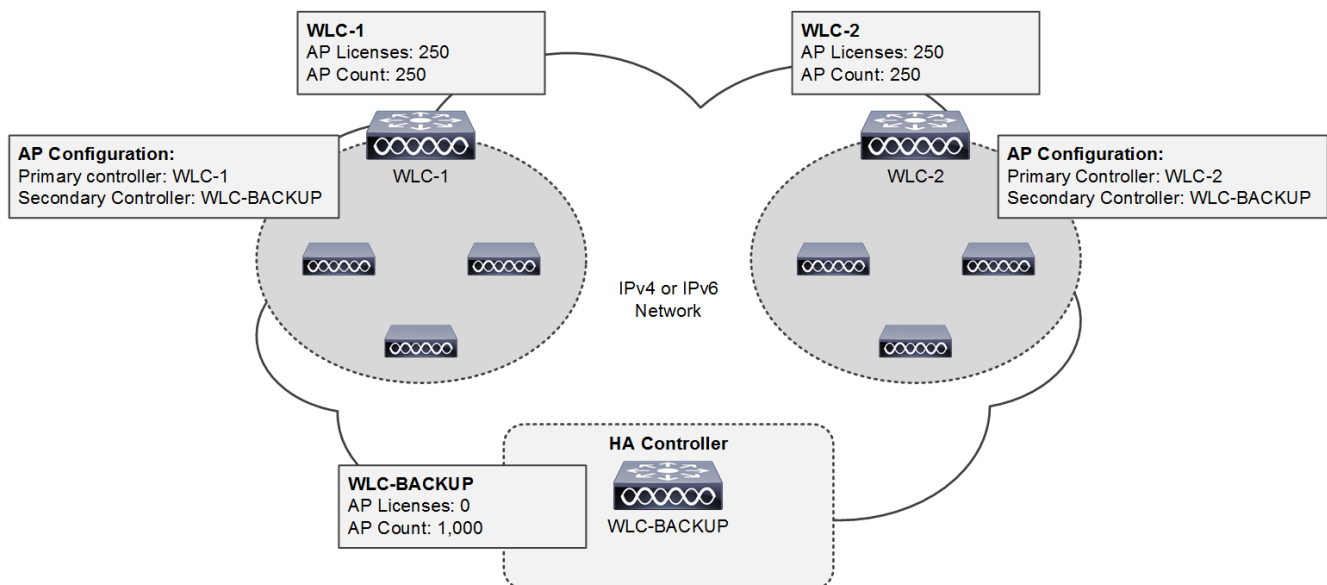 WLC-1
AP Licenses: 250
AP Count: 250
WLC-2
AP Licenses: 250
AP Count: 250
AP Configuration:
Primary controller: WLC-1
Secondary Controller: WLC-BACKUP
WLC-1
WLC-2
AP Configuration:
Primary Controller: WLC-2
Secondary Controller: WLC-BACKUP
IPv4 or IPv6
Network
HA Controller
WLC-BACKUP
AP Licenses: 0
AP Count: 1,000
WLC-BACKUP